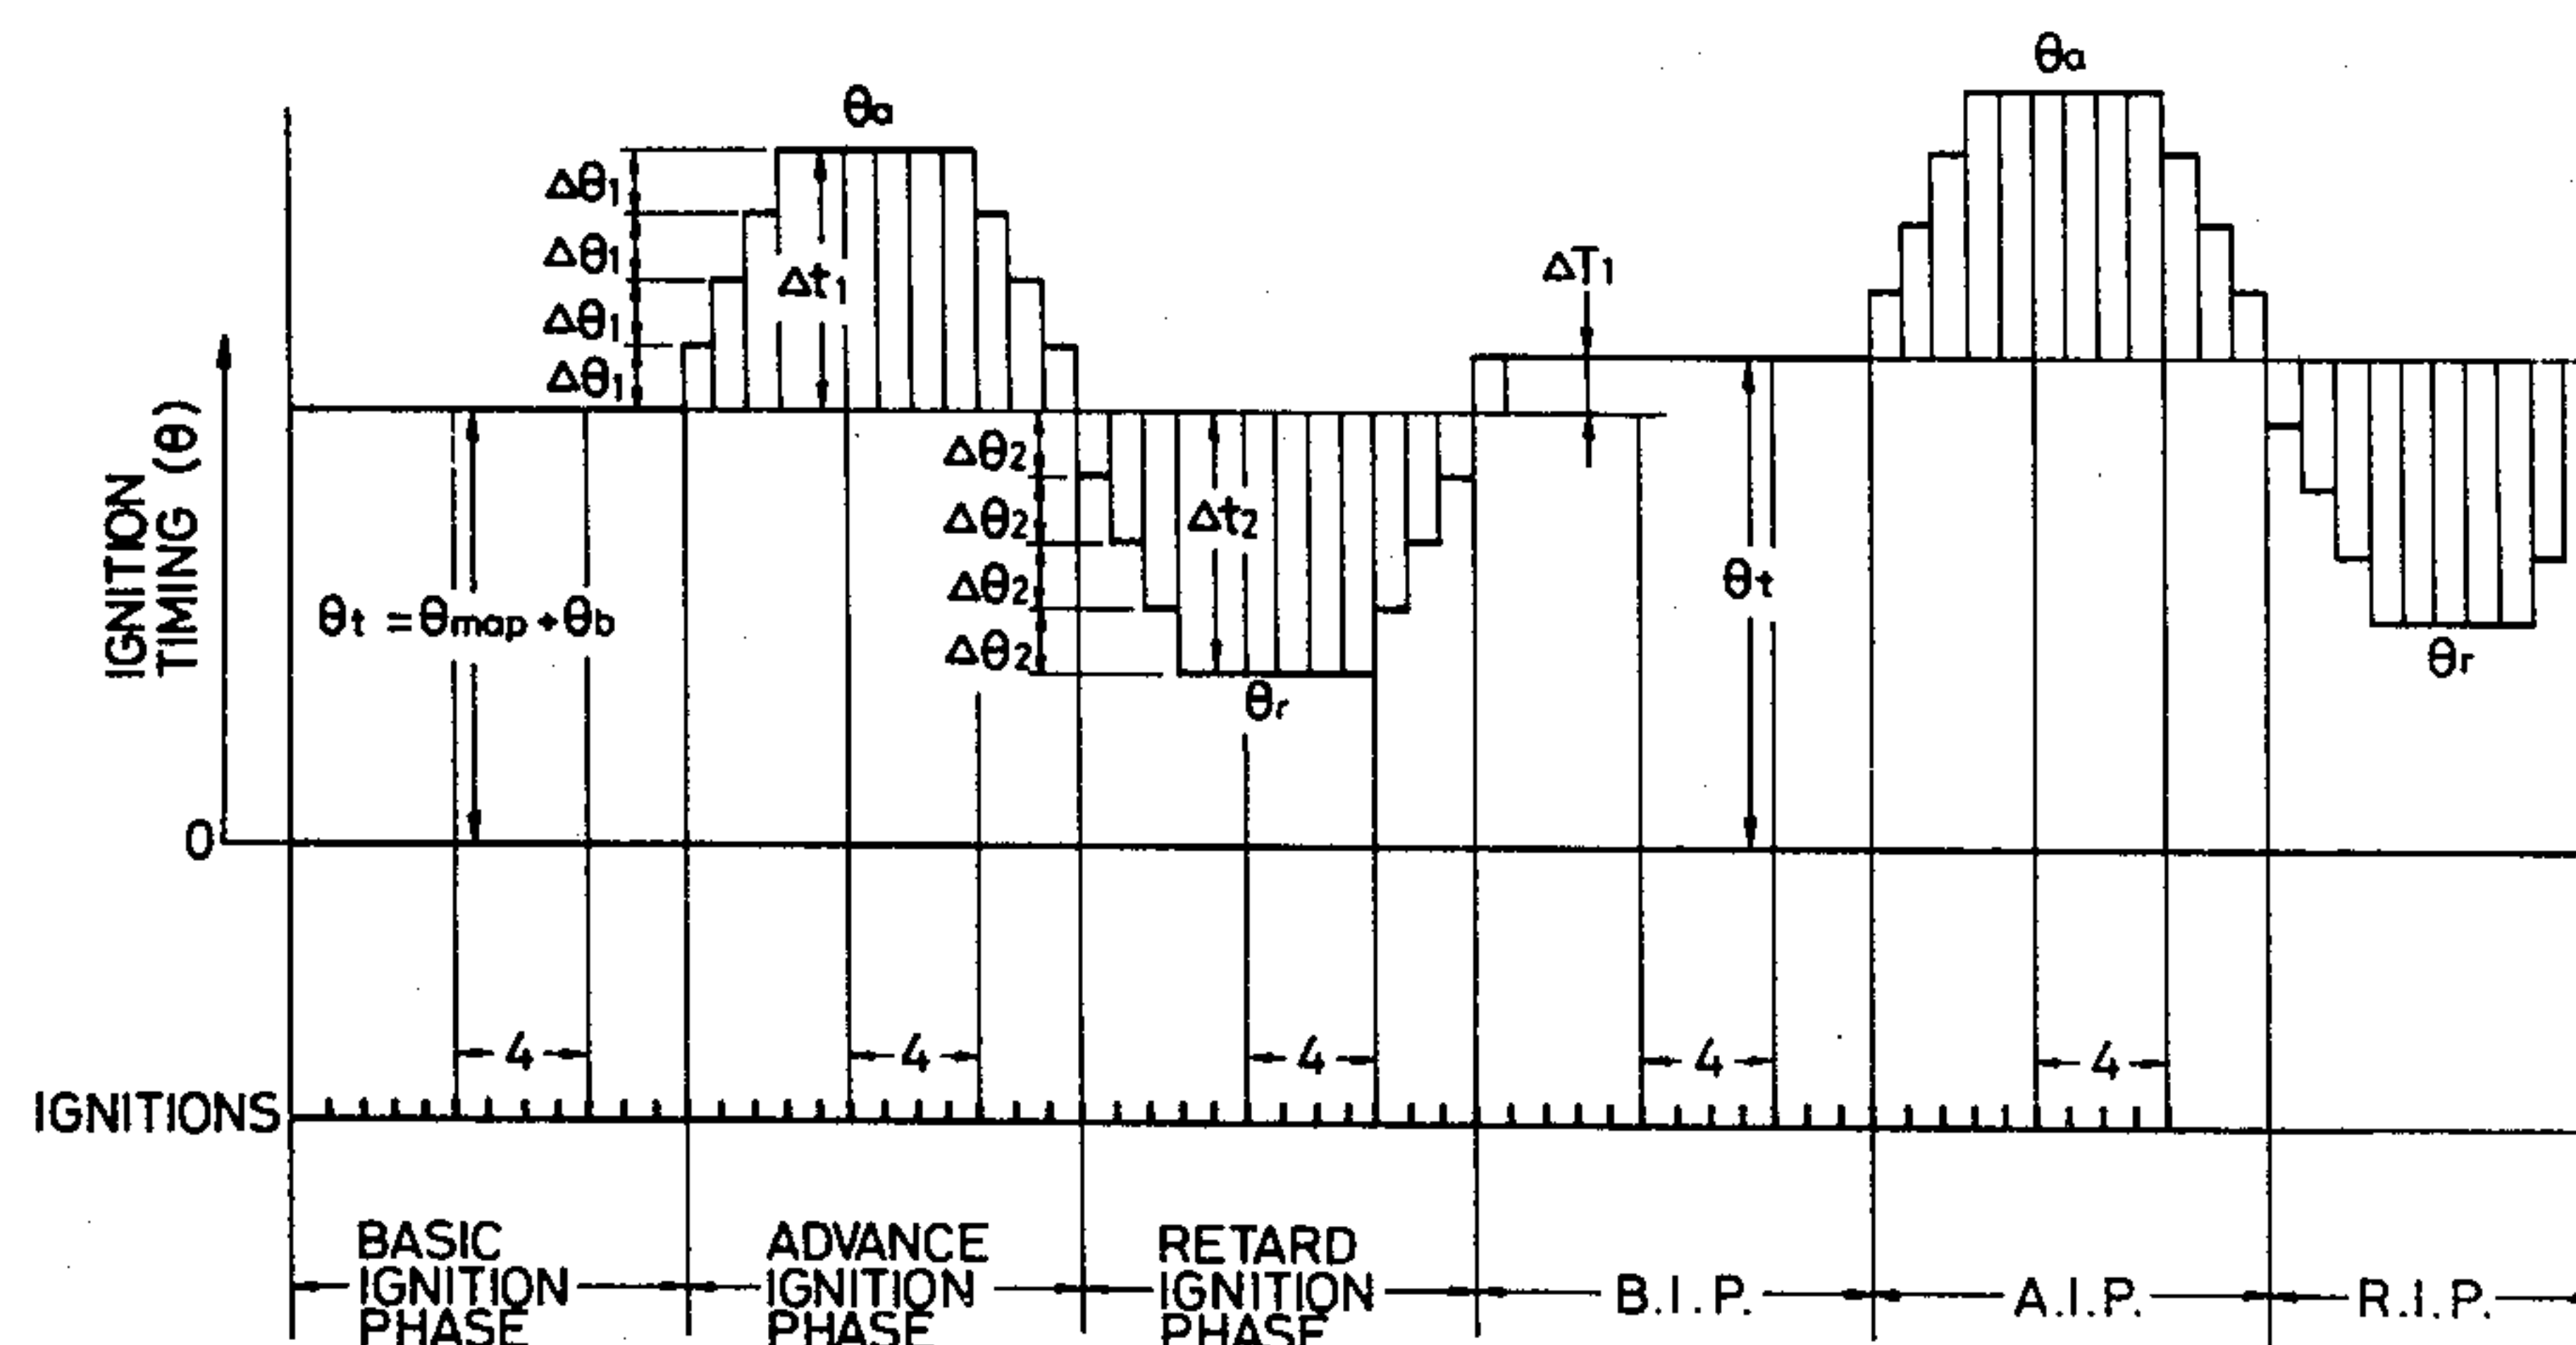 θa
θa
Δθ1
Δθ1
Δt1
ΔT1
Δθ1
Δθ1
IGNITION
TIMING (θ)
Δθ2
Δθ2
Δt2
Δθ2
θt
θt = θmap + θb
Δθ2
θr
θr
0
4
4
4
4
4
IGNITIONS
BASIC
IGNITION
PHASE
ADVANCE
IGNITION
PHASE
RETARD
IGNITION
PHASE
B.I.P.
A.I.P.
R.I.P.